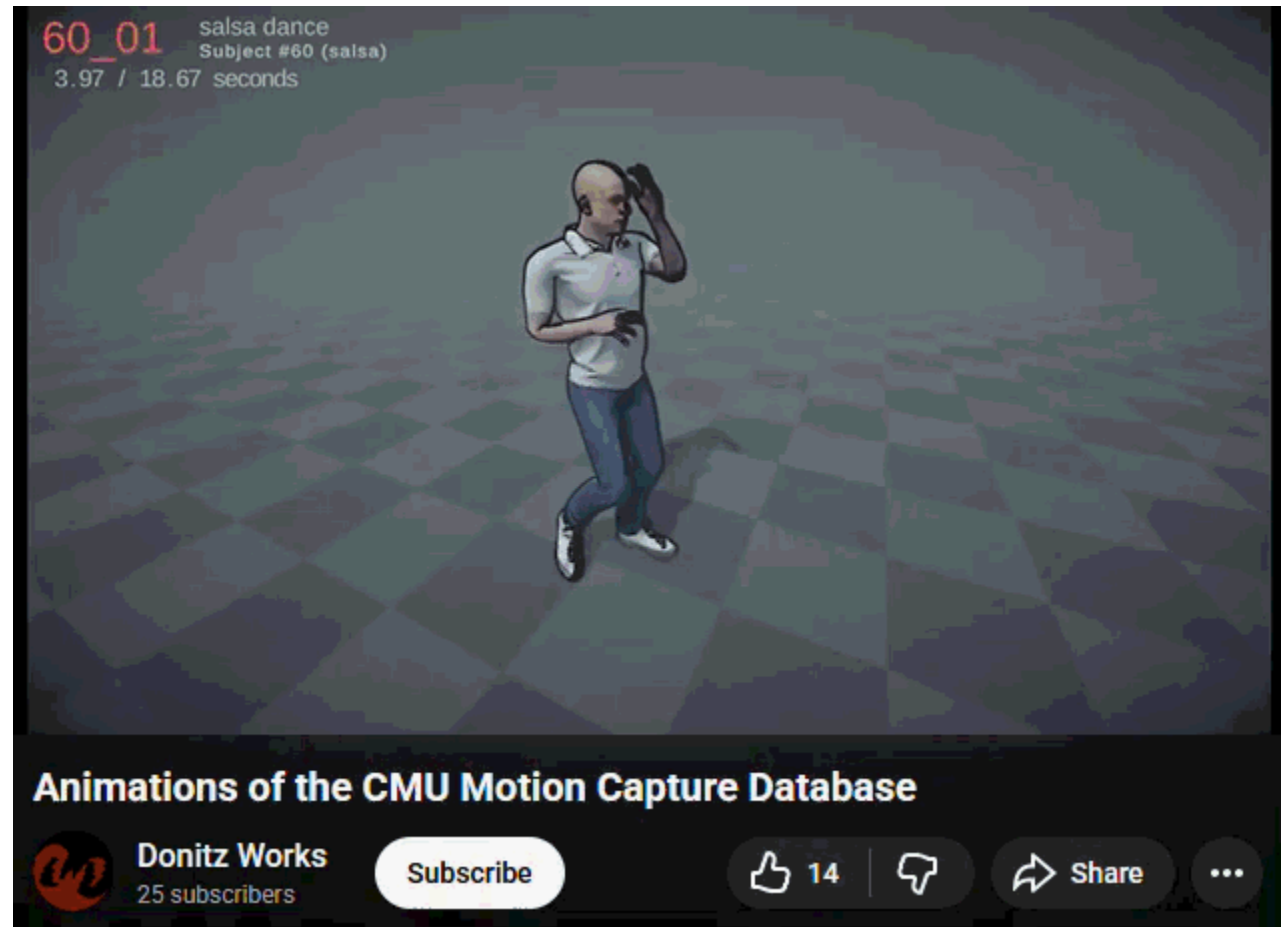 60_01
salsa dance
Subject #60 (salsa)
3.97 / 18.67 seconds
Animations of the CMU Motion Capture Database
Donitz Works
25 subscribers
Subscribe
14
Share